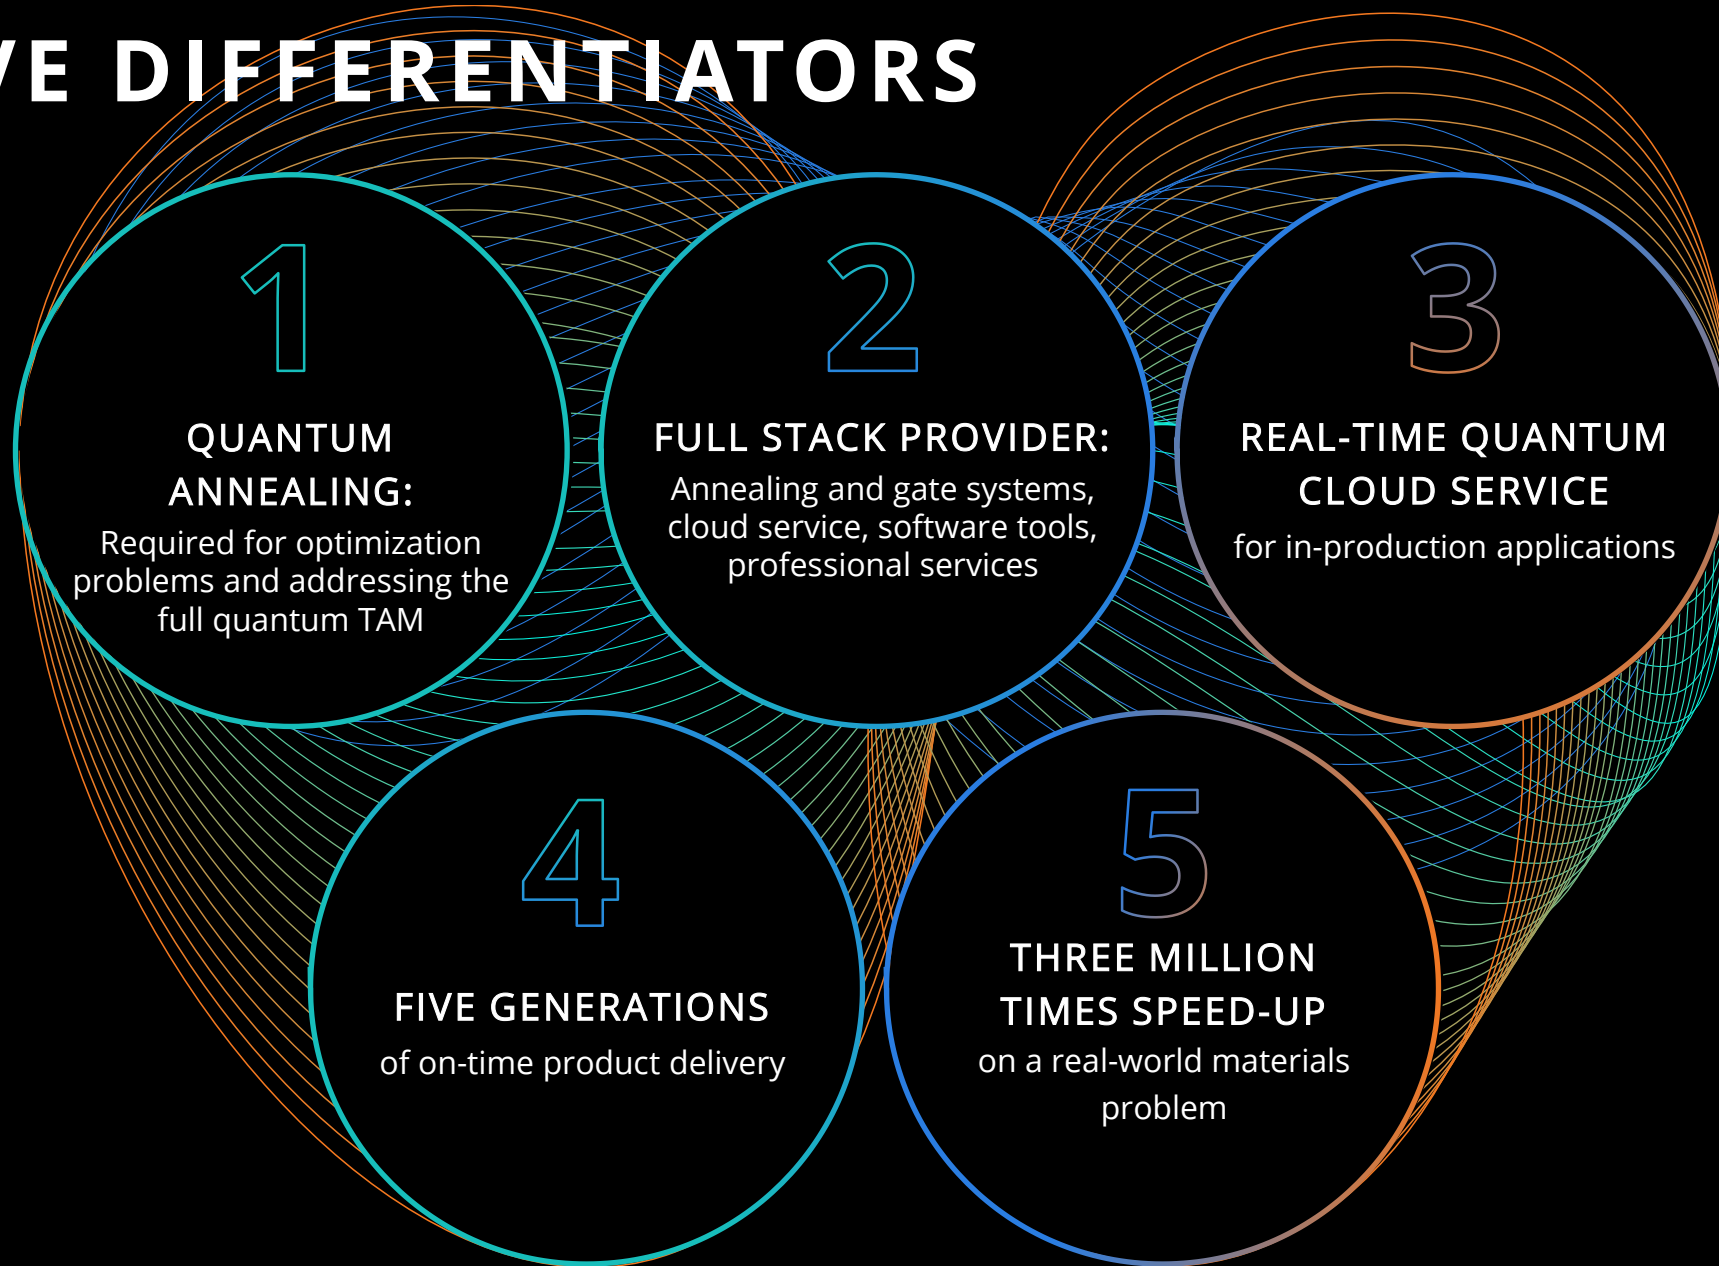 VE DIFFERENTIATORS
1
QUANTUM
ANNEALING:
Required for optimization
problems and addressing the
full quantum TAM
2
FULL STACK PROVIDER:
Annealing and gate systems,
cloud service, software tools,
professional services
3
REAL-TIME QUANTUM
CLOUD SERVICE
for in-production applications
4
FIVE GENERATIONS
of on-time product delivery
5
THREE MILLION
TIMES SPEED-UP
on a real-world materials
problem